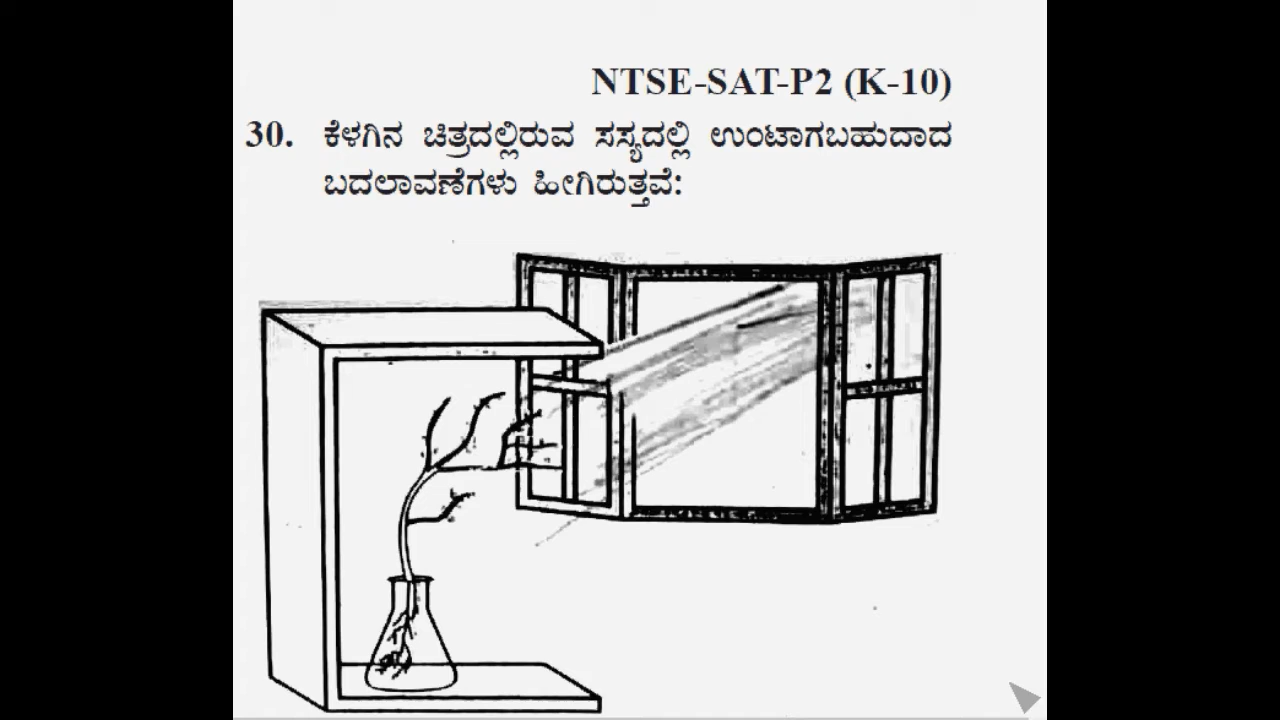 NTSE-SAT-P2 (K-10)
30. ಕೆಳಗಿನ ಚಿತ್ರದಲ್ಲಿರುವ ಸಸ್ಯದಲ್ಲಿ ಉಂಟಾಗಬಹುದಾದ
ಬದಲಾವಣೆಗಳು ಹೀಗಿರುತ್ತವೆ: